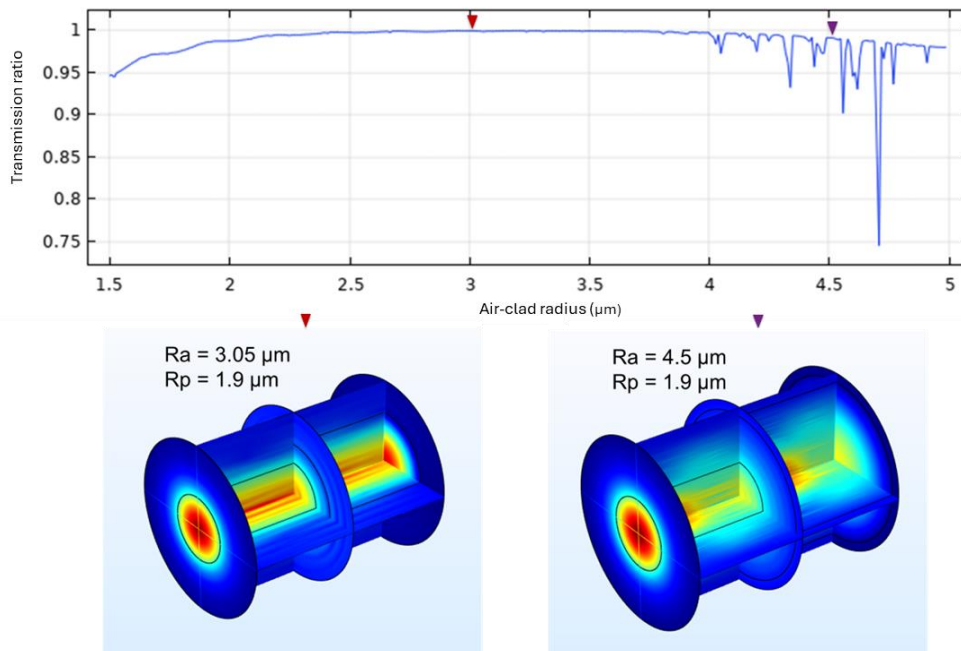 Transmission ratio
1
0.95
0.9
0.85
0.8
0.75
1.5
2
2.5
3
3.5
4
4.5
5
Air-clad radius (µm)
Ra = 3.05 µm
Rp = 1.9 µm
Ra = 4.5 µm
Rp = 1.9 µm